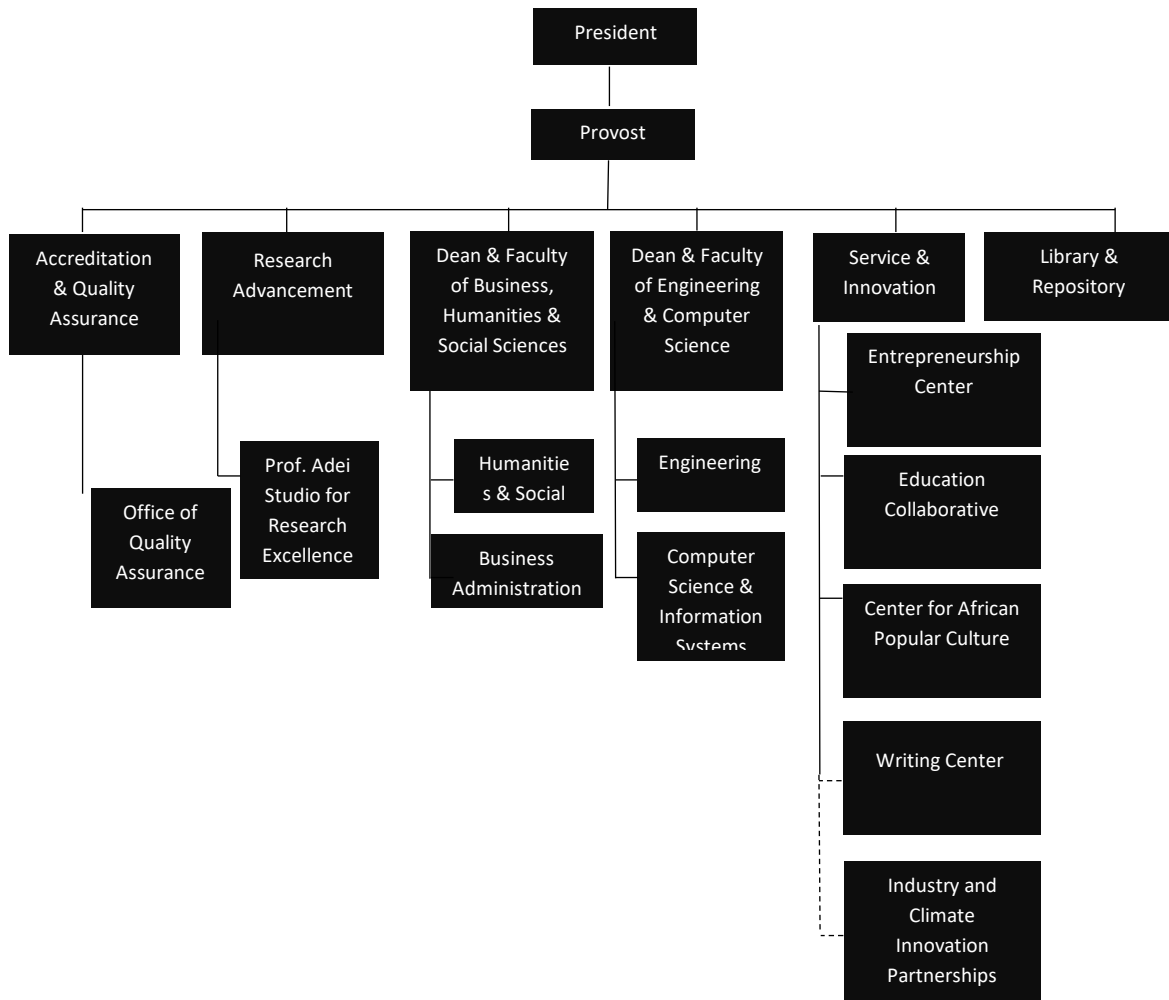 President
Provost
Accreditation
& Quality
Assurance
Research
Advancement
Dean & Faculty
of Business,
Humanities &
Social Sciences
Dean & Faculty
of Engineering
& Computer
Science
Service &
Innovation
Library &
Repository
Office of
Quality
Assurance
Prof. Adei
Studio for
Research
Excellence
Humanitie
s & Social
Business
Administration
Engineering
Computer
Science &
Information
Systems
Entrepreneurship
Center
Education
Collaborative
Center for African
Popular Culture
Writing Center
Industry and
Climate
Innovation
Partnerships